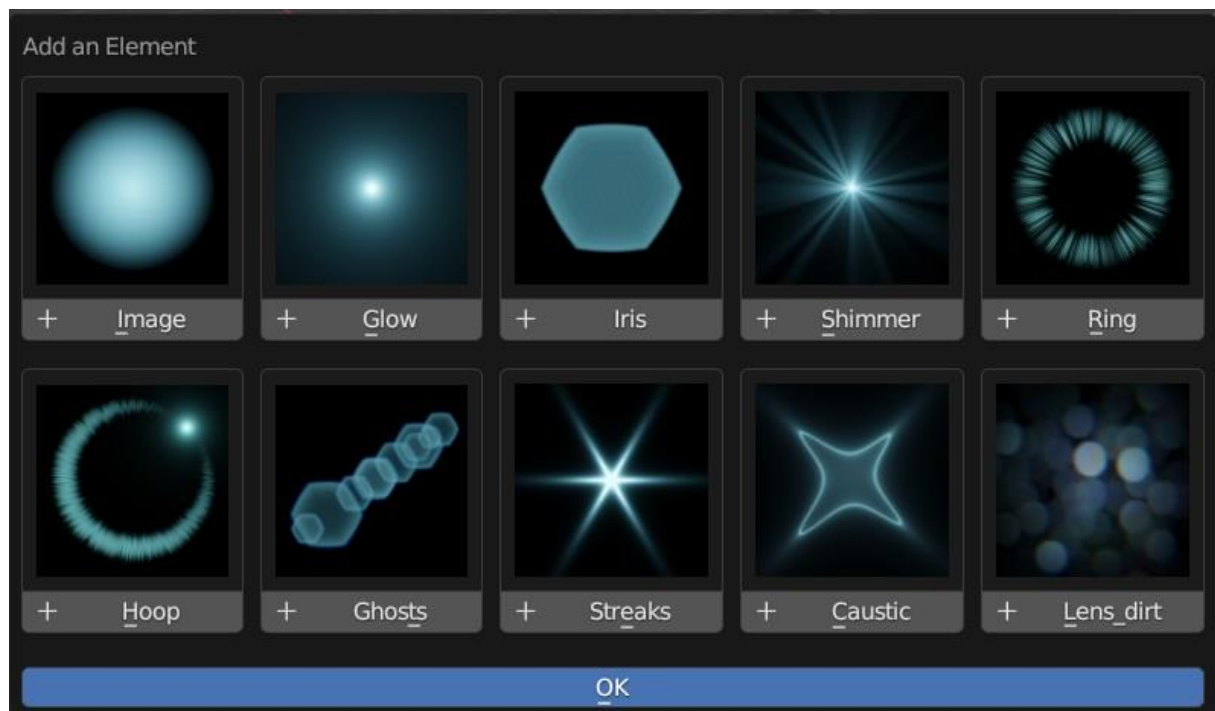 Add an Element
+ Image
+ Glow
+ Iris
+ Shimmer
+ Ring
+ Hoop
+ Ghosts
+ Streaks
+ Caustic
+ Lens_dirt
OK